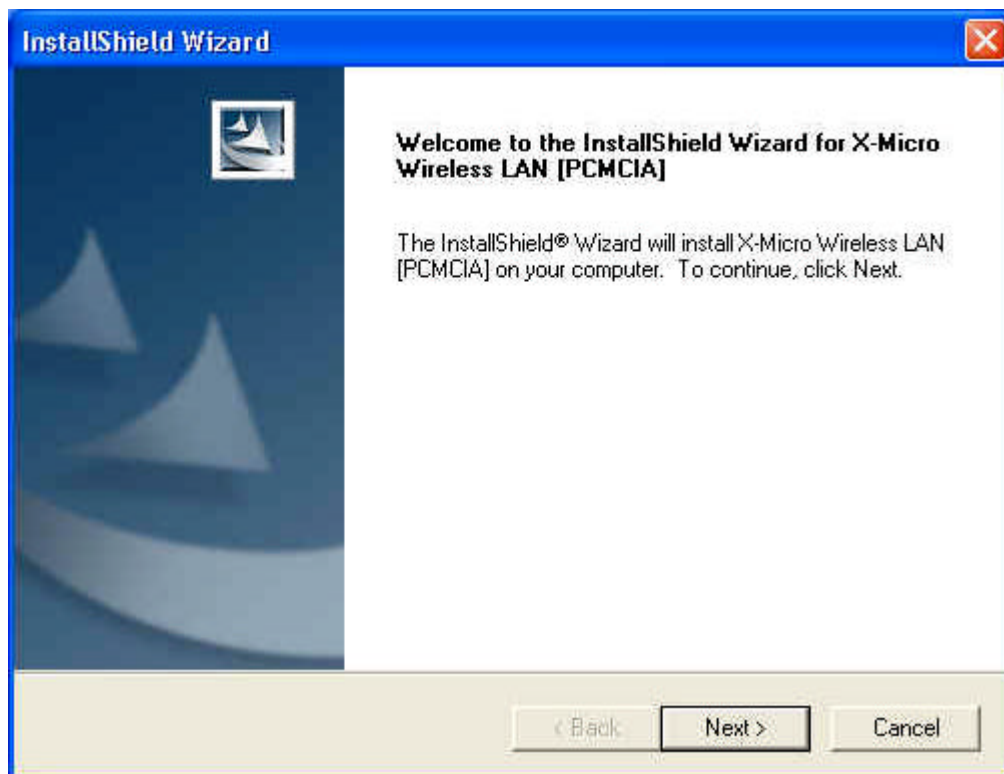 InstallShield Wizard
Welcome to the InstallShield Wizard for X-Micro
Wireless LAN [PCMCIA]
The InstallShield® Wizard will install X-Micro Wireless LAN
[PCMCIA] on your computer.  To continue, click Next.
< Back
Next >
Cancel